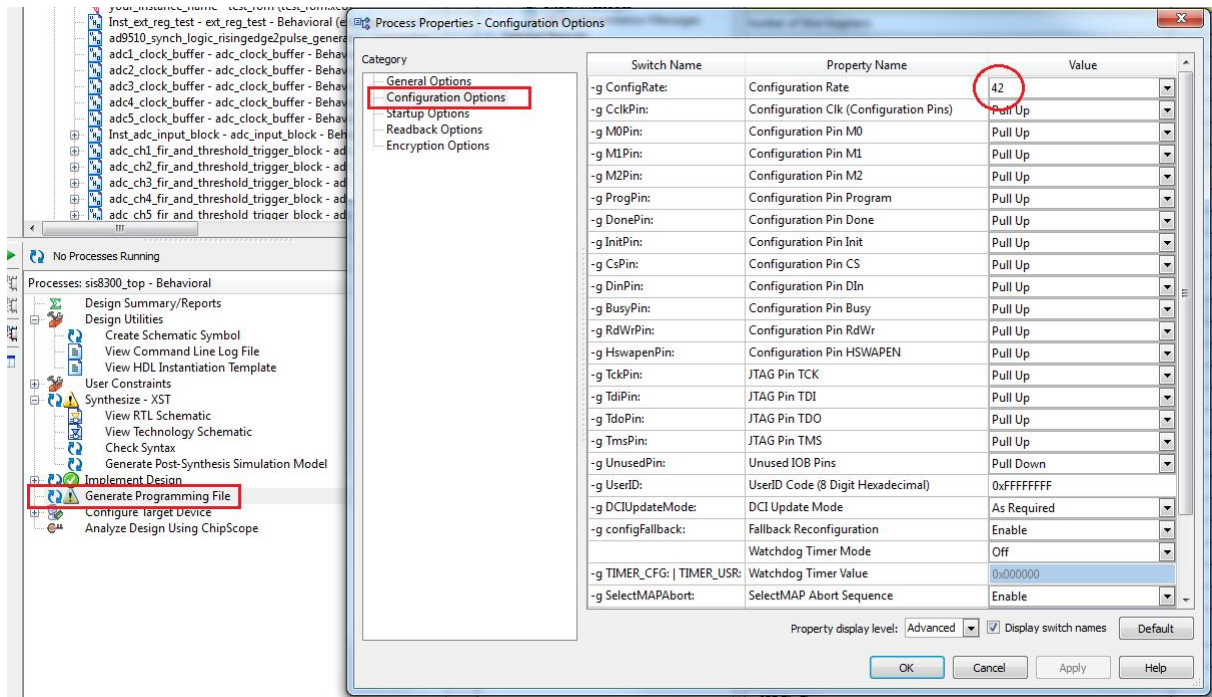 your_instance_name - test_rom (test_rom.xco
Inst_ext_reg_test - ext_reg_test - Behavioral (e
ad9510_synch_logic_risingedge2pulse_genera
adc1_clock_buffer - adc_clock_buffer - Behav
adc2_clock_buffer - adc_clock_buffer - Behav
adc3_clock_buffer - adc_clock_buffer - Behav
adc4_clock_buffer - adc_clock_buffer - Behav
adc5_clock_buffer - adc_clock_buffer - Behav
Inst_adc_input_block - adc_input_block - Beh
adc_ch1_fir_and_threshold_trigger_block - ad
adc_ch2_fir_and_threshold_trigger_block - ad
adc_ch3_fir_and_threshold_trigger_block - ad
adc_ch4_fir_and_threshold_trigger_block - ad
adc_ch5_fir_and_threshold_trigger_block - ad
No Processes Running
Processes: sis8300_top - Behavioral
Design Summary/Reports
Design Utilities
Create Schematic Symbol
View Command Line Log File
View HDL Instantiation Template
User Constraints
Synthesize - XST
View RTL Schematic
View Technology Schematic
Check Syntax
Generate Post-Synthesis Simulation Model
Implement Design
Generate Programming File
Configure Target Device
Analyze Design Using ChipScope
Process Properties - Configuration Options
Category
General Options
Configuration Options
Startup Options
Readback Options
Encryption Options
Switch Name Property Name Value
-g ConfigRate: Configuration Rate 42
-g CclkPin: Configuration Clk (Configuration Pins) Pull Up
-g M0Pin: Configuration Pin M0 Pull Up
-g M1Pin: Configuration Pin M1 Pull Up
-g M2Pin: Configuration Pin M2 Pull Up
-g ProgPin: Configuration Pin Program Pull Up
-g DonePin: Configuration Pin Done Pull Up
-g InitPin: Configuration Pin Init Pull Up
-g CsPin: Configuration Pin CS Pull Up
-g DinPin: Configuration Pin DIn Pull Up
-g BusyPin: Configuration Pin Busy Pull Up
-g RdWrPin: Configuration Pin RdWr Pull Up
-g HswapenPin: Configuration Pin HSWAPEN Pull Up
-g TckPin: JTAG Pin TCK Pull Up
-g TdiPin: JTAG Pin TDI Pull Up
-g TdoPin: JTAG Pin TDO Pull Up
-g TmsPin: JTAG Pin TMS Pull Up
-g UnusedPin: Unused IOB Pins Pull Down
-g UserID: UserID Code (8 Digit Hexadecimal) 0xFFFFFFFF
-g DCIUpdateMode: DCI Update Mode As Required
-g configFallback: Fallback Reconfiguration Enable
Watchdog Timer Mode Off
-g TIMER_CFG: | TIMER_USR: Watchdog Timer Value 0x000000
-g SelectMAPAbort: SelectMAP Abort Sequence Enable
Property display level: Advanced Display switch names Default
OK Cancel Apply Help